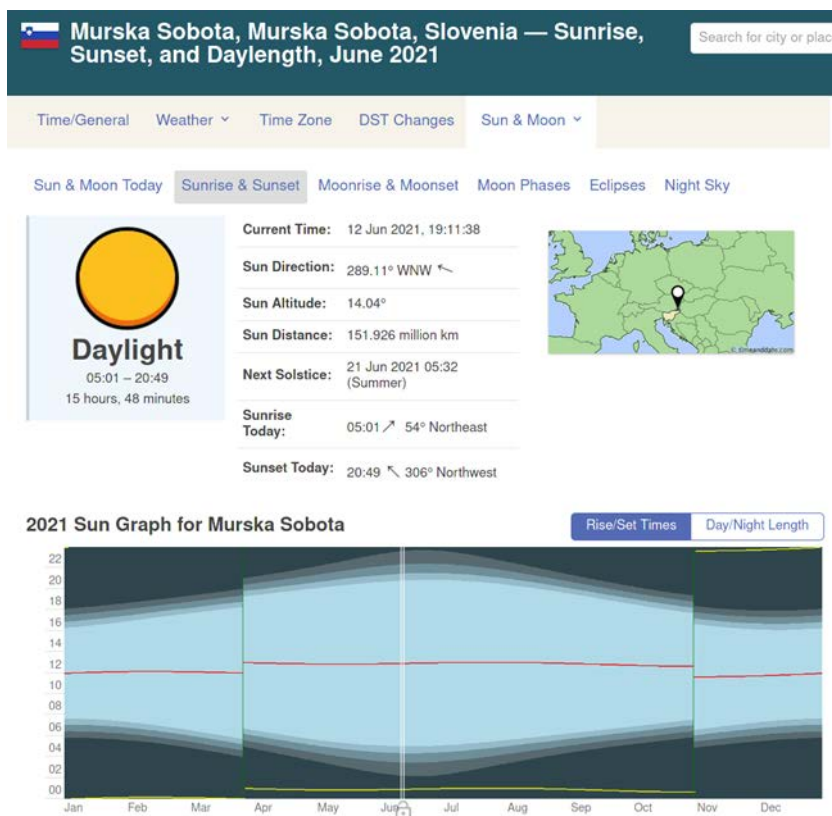 Murska Sobota, Murska Sobota, Slovenia — Sunrise,
Sunset, and Daylength, June 2021
Search for city or plac
Time/General Weather Time Zone DST Changes Sun & Moon
Sun & Moon Today Sunrise & Sunset Moonrise & Moonset Moon Phases Eclipses Night Sky
Daylight
05:01 – 20:49
15 hours, 48 minutes
Current Time: 12 Jun 2021, 19:11:38
Sun Direction: 289.11° WNW ↖
Sun Altitude: 14.04°
Sun Distance: 151.926 million km
Next Solstice: 21 Jun 2021 05:32
(Summer)
Sunrise
Today: 05:01 ↗ 54° Northeast
Sunset Today: 20:49 ↖ 306° Northwest
© timeanddate.com
2021 Sun Graph for Murska Sobota
Rise/Set Times Day/Night Length
22
20
18
16
14
12
10
08
06
04
02
00
Jan Feb Mar Apr May Jun Jul Aug Sep Oct Nov Dec